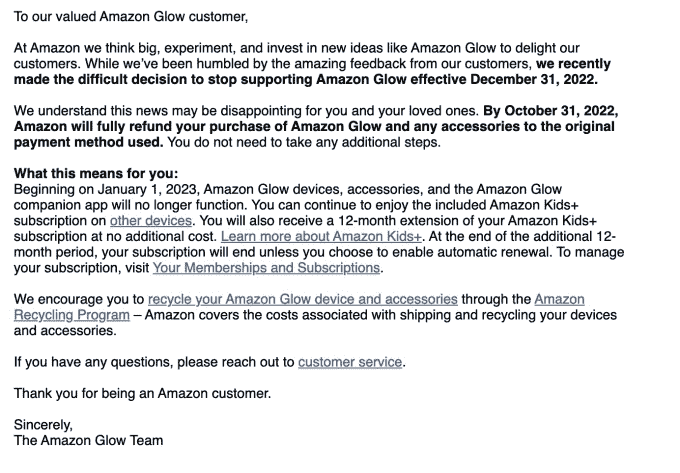 To our valued Amazon Glow customer,
At Amazon we think big, experiment, and invest in new ideas like Amazon Glow to delight our
customers. While we've been humbled by the amazing feedback from our customers, we recently
made the difficult decision to stop supporting Amazon Glow effective December 31, 2022.
We understand this news may be disappointing for you and your loved ones. By October 31, 2022,
Amazon will fully refund your purchase of Amazon Glow and any accessories to the original
payment method used. You do not need to take any additional steps.
What this means for you:
Beginning on January 1, 2023, Amazon Glow devices, accessories, and the Amazon Glow
companion app will no longer function. You can continue to enjoy the included Amazon Kids+
subscription on other devices. You will also receive a 12-month extension of your Amazon Kids+
subscription at no additional cost. Learn more about Amazon Kids+. At the end of the additional 12-
month period, your subscription will end unless you choose to enable automatic renewal. To manage
your subscription, visit Your Memberships and Subscriptions.
We encourage you to recycle your Amazon Glow device and accessories through the Amazon
Recycling Program – Amazon covers the costs associated with shipping and recycling your devices
and accessories.
If you have any questions, please reach out to customer service.
Thank you for being an Amazon customer.
Sincerely,
The Amazon Glow Team